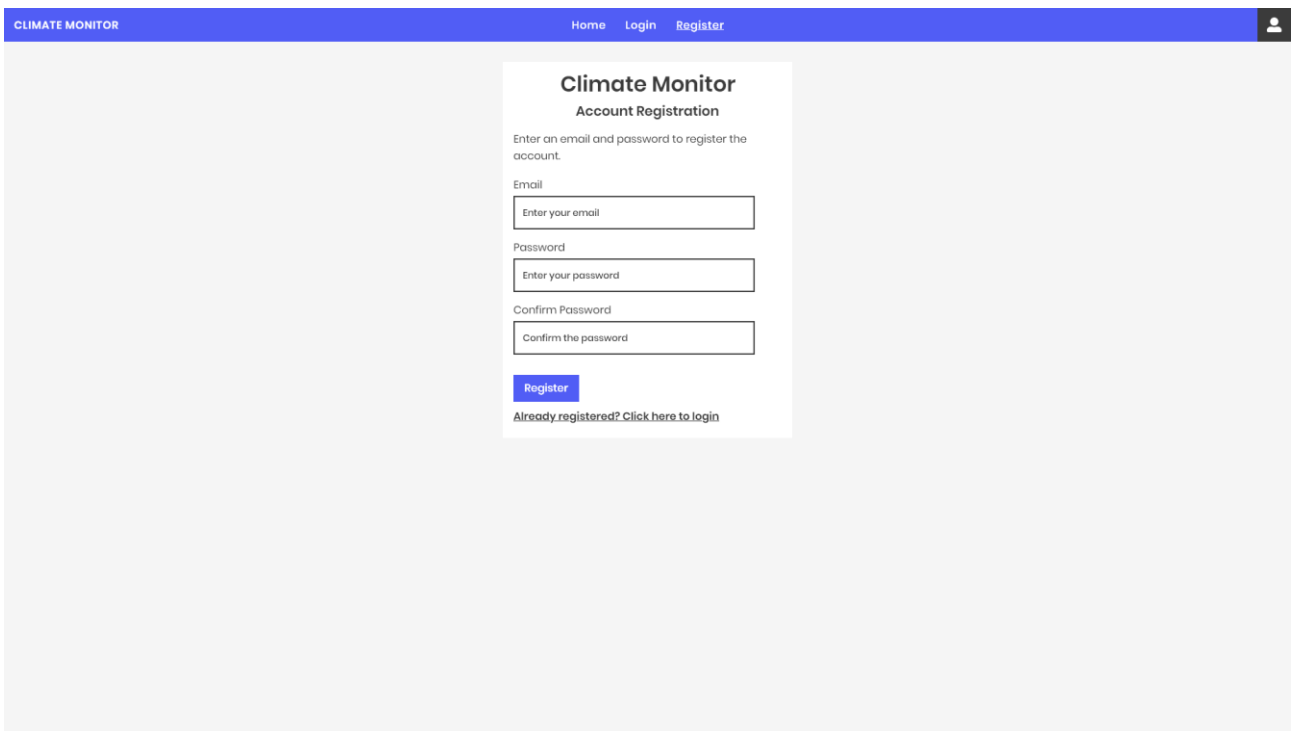 CLIMATE MONITOR
Home Login Register
Climate Monitor
Account Registration
Enter an email and password to register the
account.
Email
Enter your email
Password
Enter your password
Confirm Password
Confirm the password
Register
Already registered? Click here to login